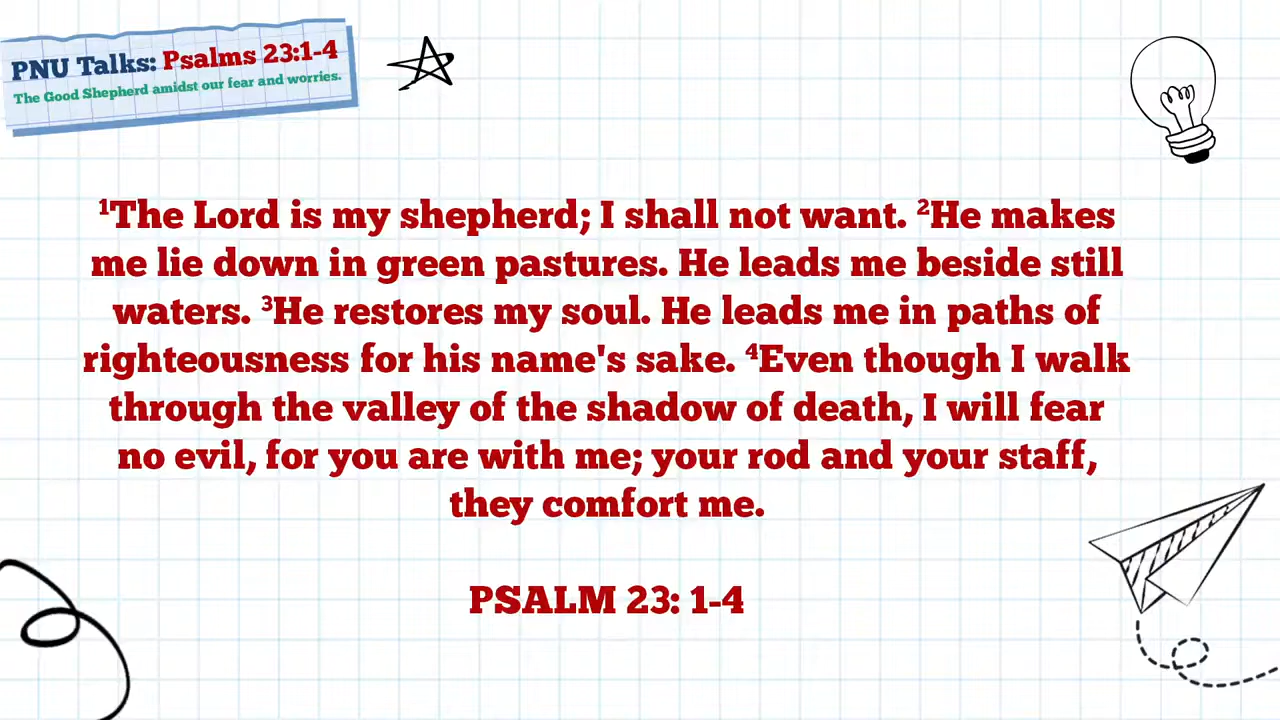 PNU Talks: Psalms 23:1-4
The Good Shepherd amidst our fear and worries.
¹The Lord is my shepherd; I shall not want. ²He makes
me lie down in green pastures. He leads me beside still
waters. ³He restores my soul. He leads me in paths of
righteousness for his name's sake. ⁴Even though I walk
through the valley of the shadow of death, I will fear
no evil, for you are with me; your rod and your staff,
they comfort me.
PSALM 23: 1-4